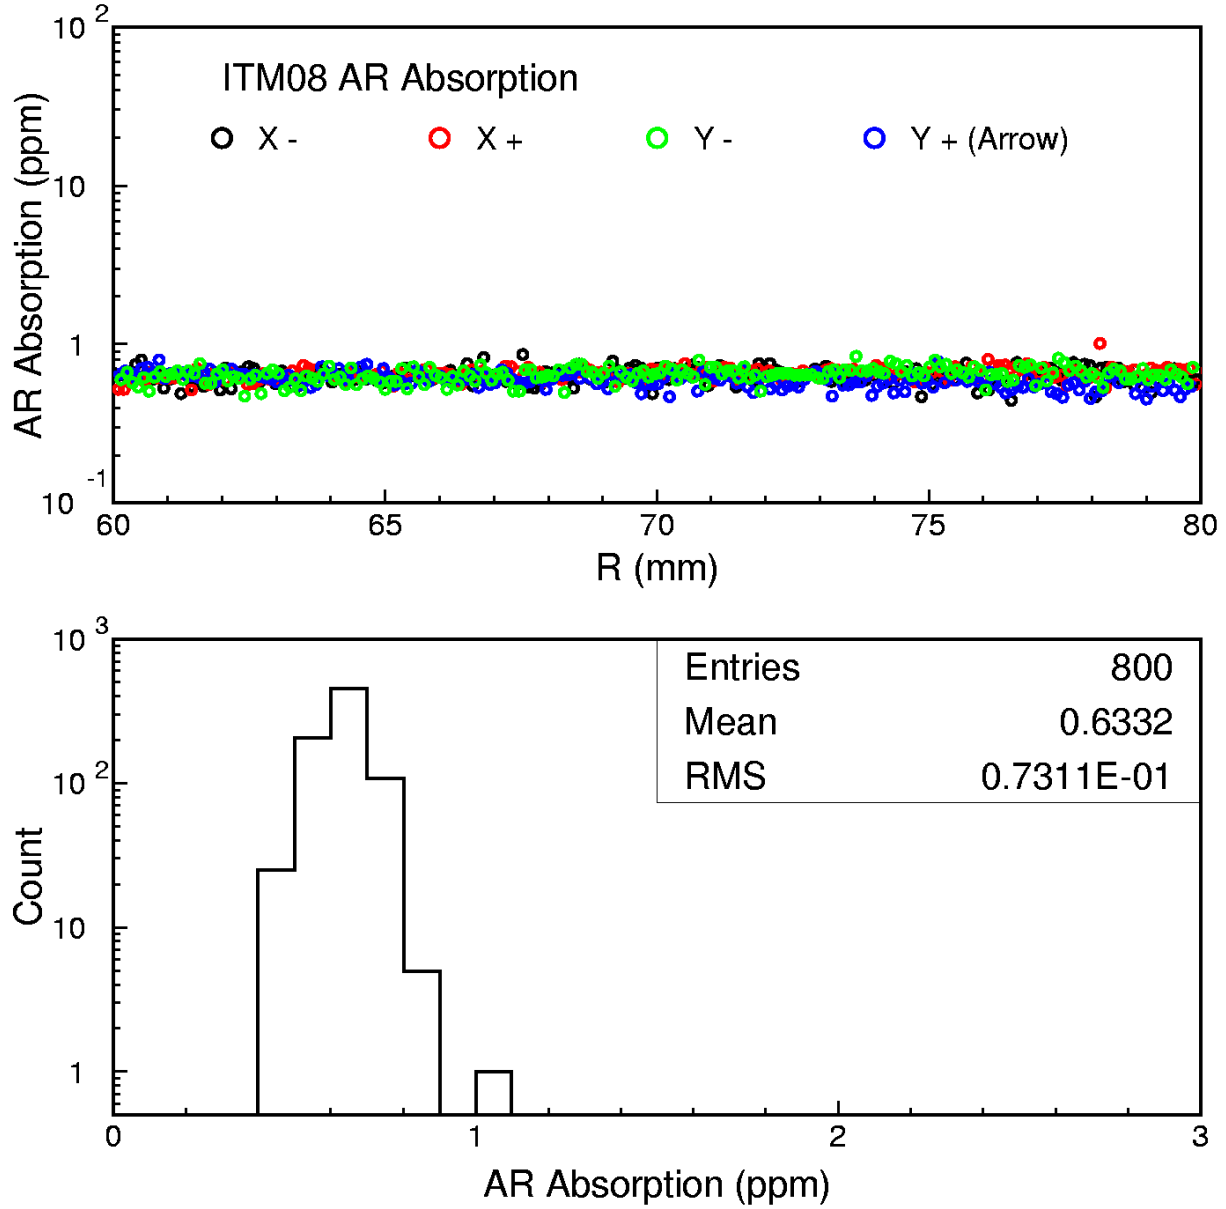 10 2
ITM08 AR Absorption
X - X + Y - Y + (Arrow)
10
1
10 -1
AR Absorption (ppm)
60 65 70 75 80
R (mm)
10 3
Entries 800
Mean 0.6332
RMS 0.7311E-01
10 2
10
1
Count
0 1 2 3
AR Absorption (ppm)